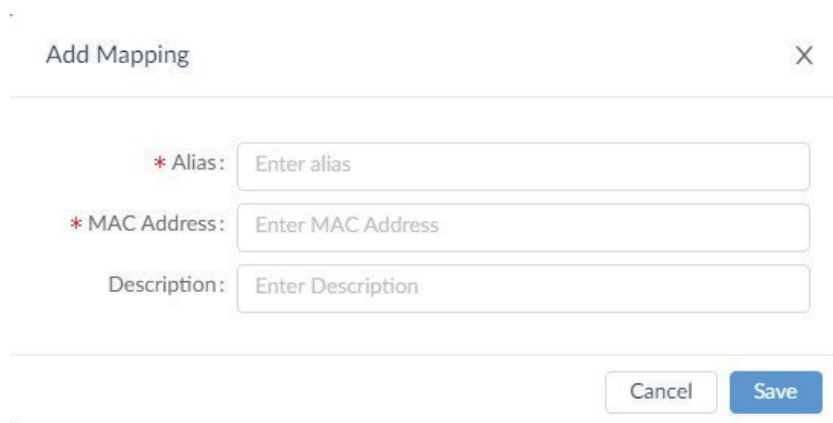 Add Mapping X
* Alias: Enter alias
* MAC Address: Enter MAC Address
Description: Enter Description
Cancel Save